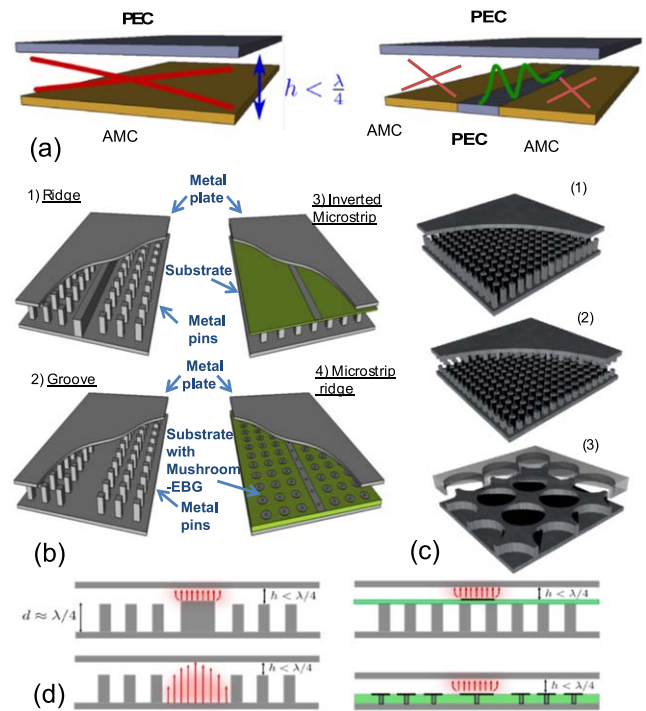 PEC
PEC
h < λ/4
AMC
AMC
PEC
AMC
(a)
Metal
plate
1) Ridge
3) Inverted
Microstrip
(1)
Substrate
Metal
pins
(2)
Metal
plate
2) Groove
4) Microstrip
ridge
Substrate
with
Mushroom
-EBG
Metal
pins
(3)
(b)
(c)
h < λ/4
h < λ/4
d ≈ λ/4
h < λ/4
h < λ/4
(d)